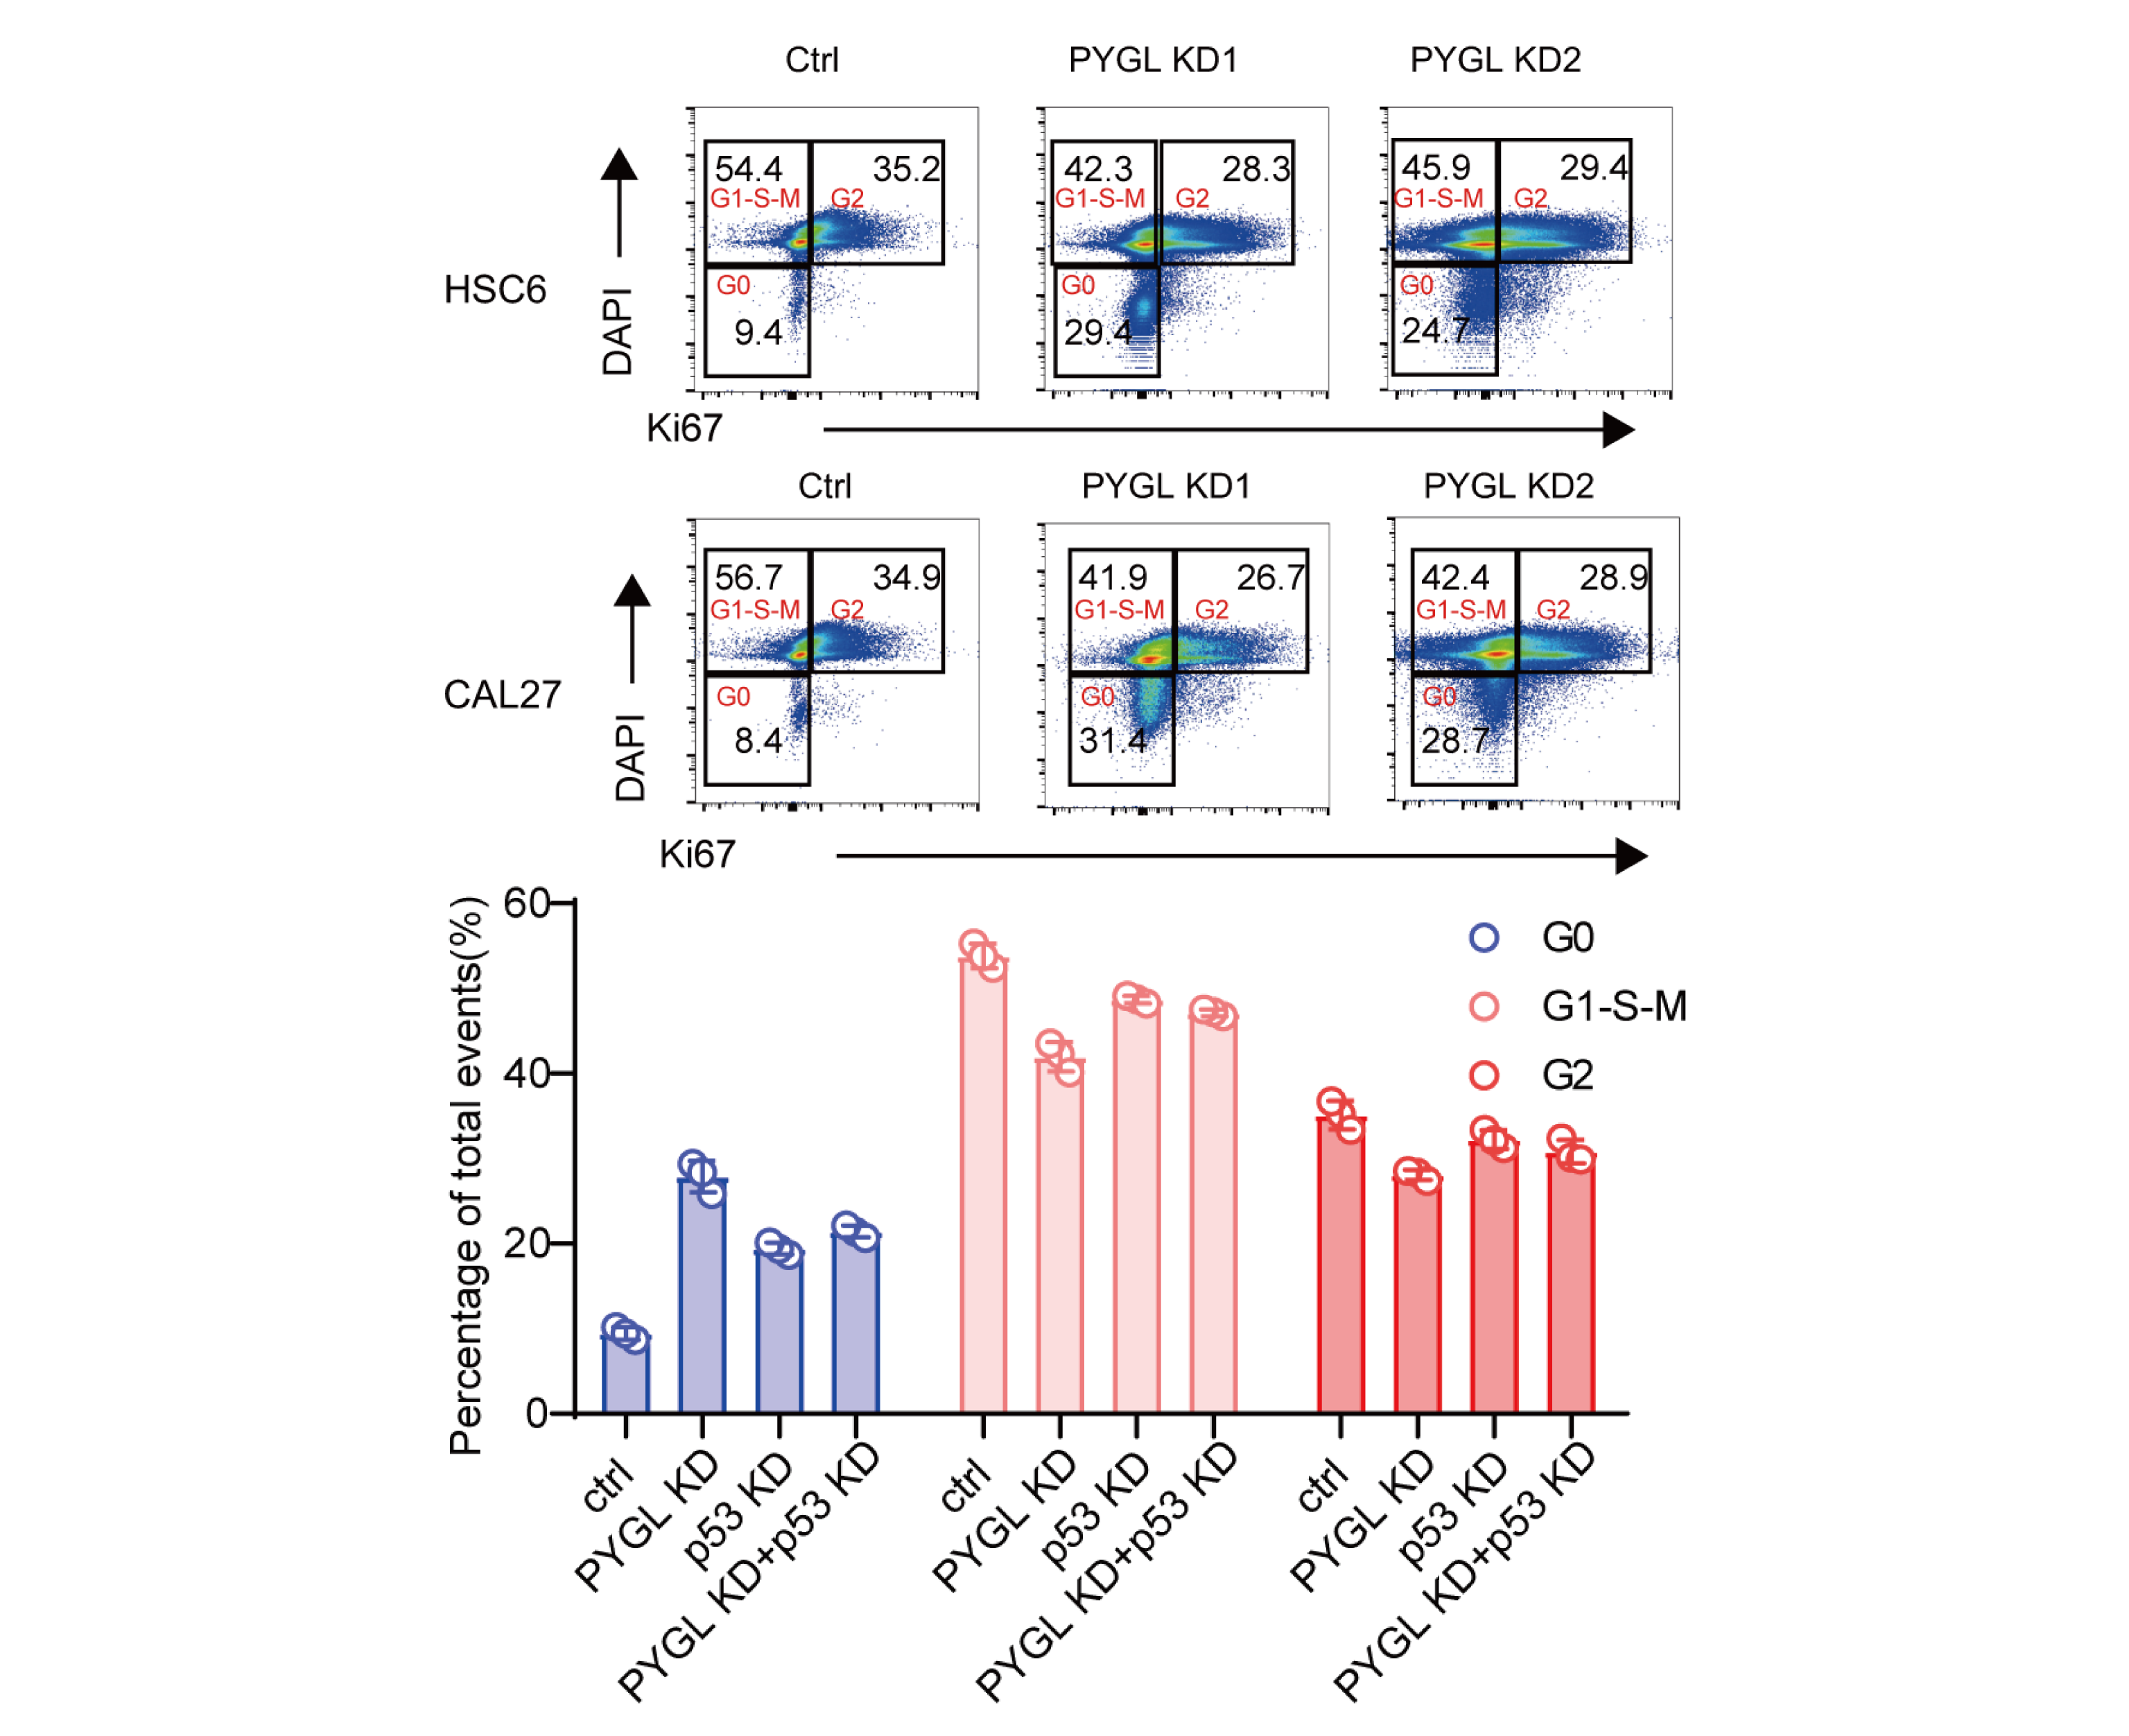 Ctrl PYGL KD1 PYGL KD2
54.4 35.2 42.3 28.3 45.9 29.4
G1-S-M G2 G1-S-M G2 G1-S-M G2
HSC6
DAPI
G0 G0 G0
9.4 29.4 24.7
Ki67
Ctrl PYGL KD1 PYGL KD2
56.7 34.9 41.9 26.7 42.4 28.9
G1-S-M G2 G1-S-M G2 G1-S-M G2
CAL27
DAPI
G0 G0 G0
8.4 31.4 28.7
Ki67
Percentage of total events(%)
60
40
20
0
G0
G1-S-M
G2
ctrl
PYGL KD
p53 KD
PYGL KD+p53 KD
ctrl
PYGL KD
p53 KD
PYGL KD+p53 KD
ctrl
PYGL KD
p53 KD
PYGL KD+p53 KD